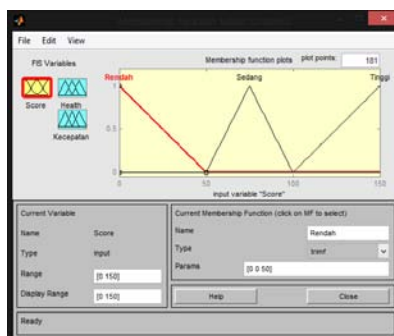 File Edit View
FIS Variables
Membership function plots plot points: 181
Score
Health
Kecepatan
Rendah Sedang Tinggi
1
0
0 50 100 150
input variable "Score"
Current Variable
Name Score
Type input
Range [0 150]
Display Range [0 150]
Current Membership Function (click on MF to select)
Name Rendah
Type trimf
Params [0 0 50]
Help Close
Ready